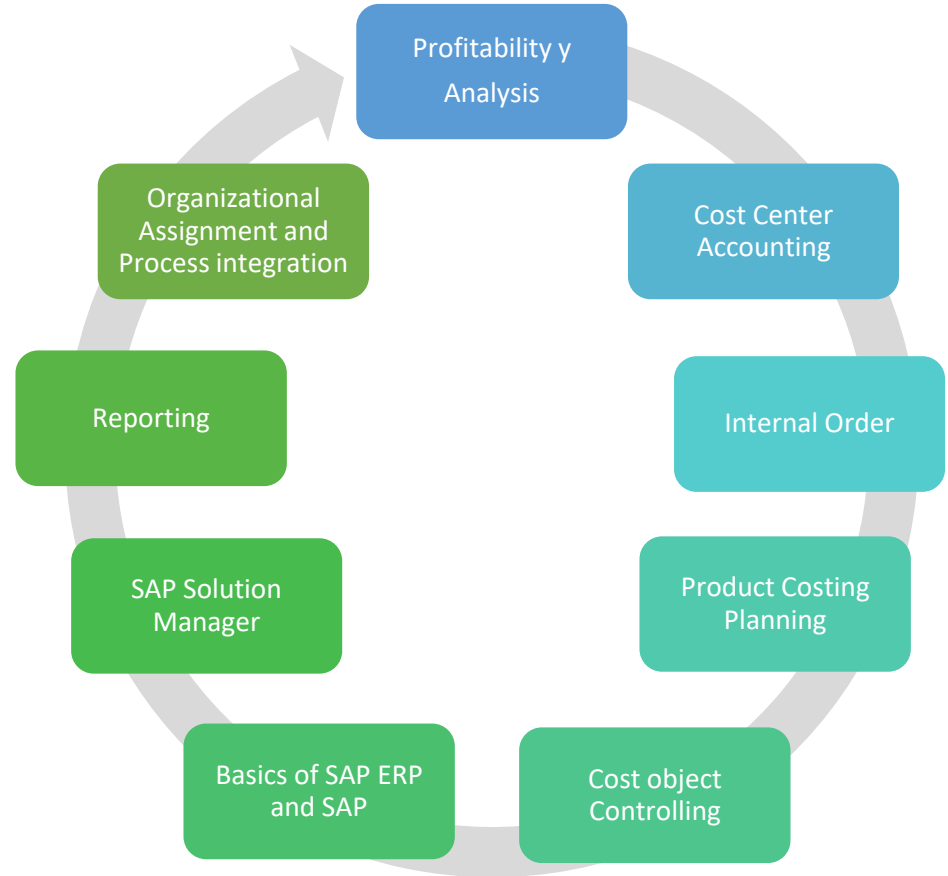 Profitability y
Analysis
Cost Center
Accounting
Internal Order
Product Costing
Planning
Cost object
Controlling
Basics of SAP ERP
and SAP
SAP Solution
Manager
Reporting
Organizational
Assignment and
Process integration